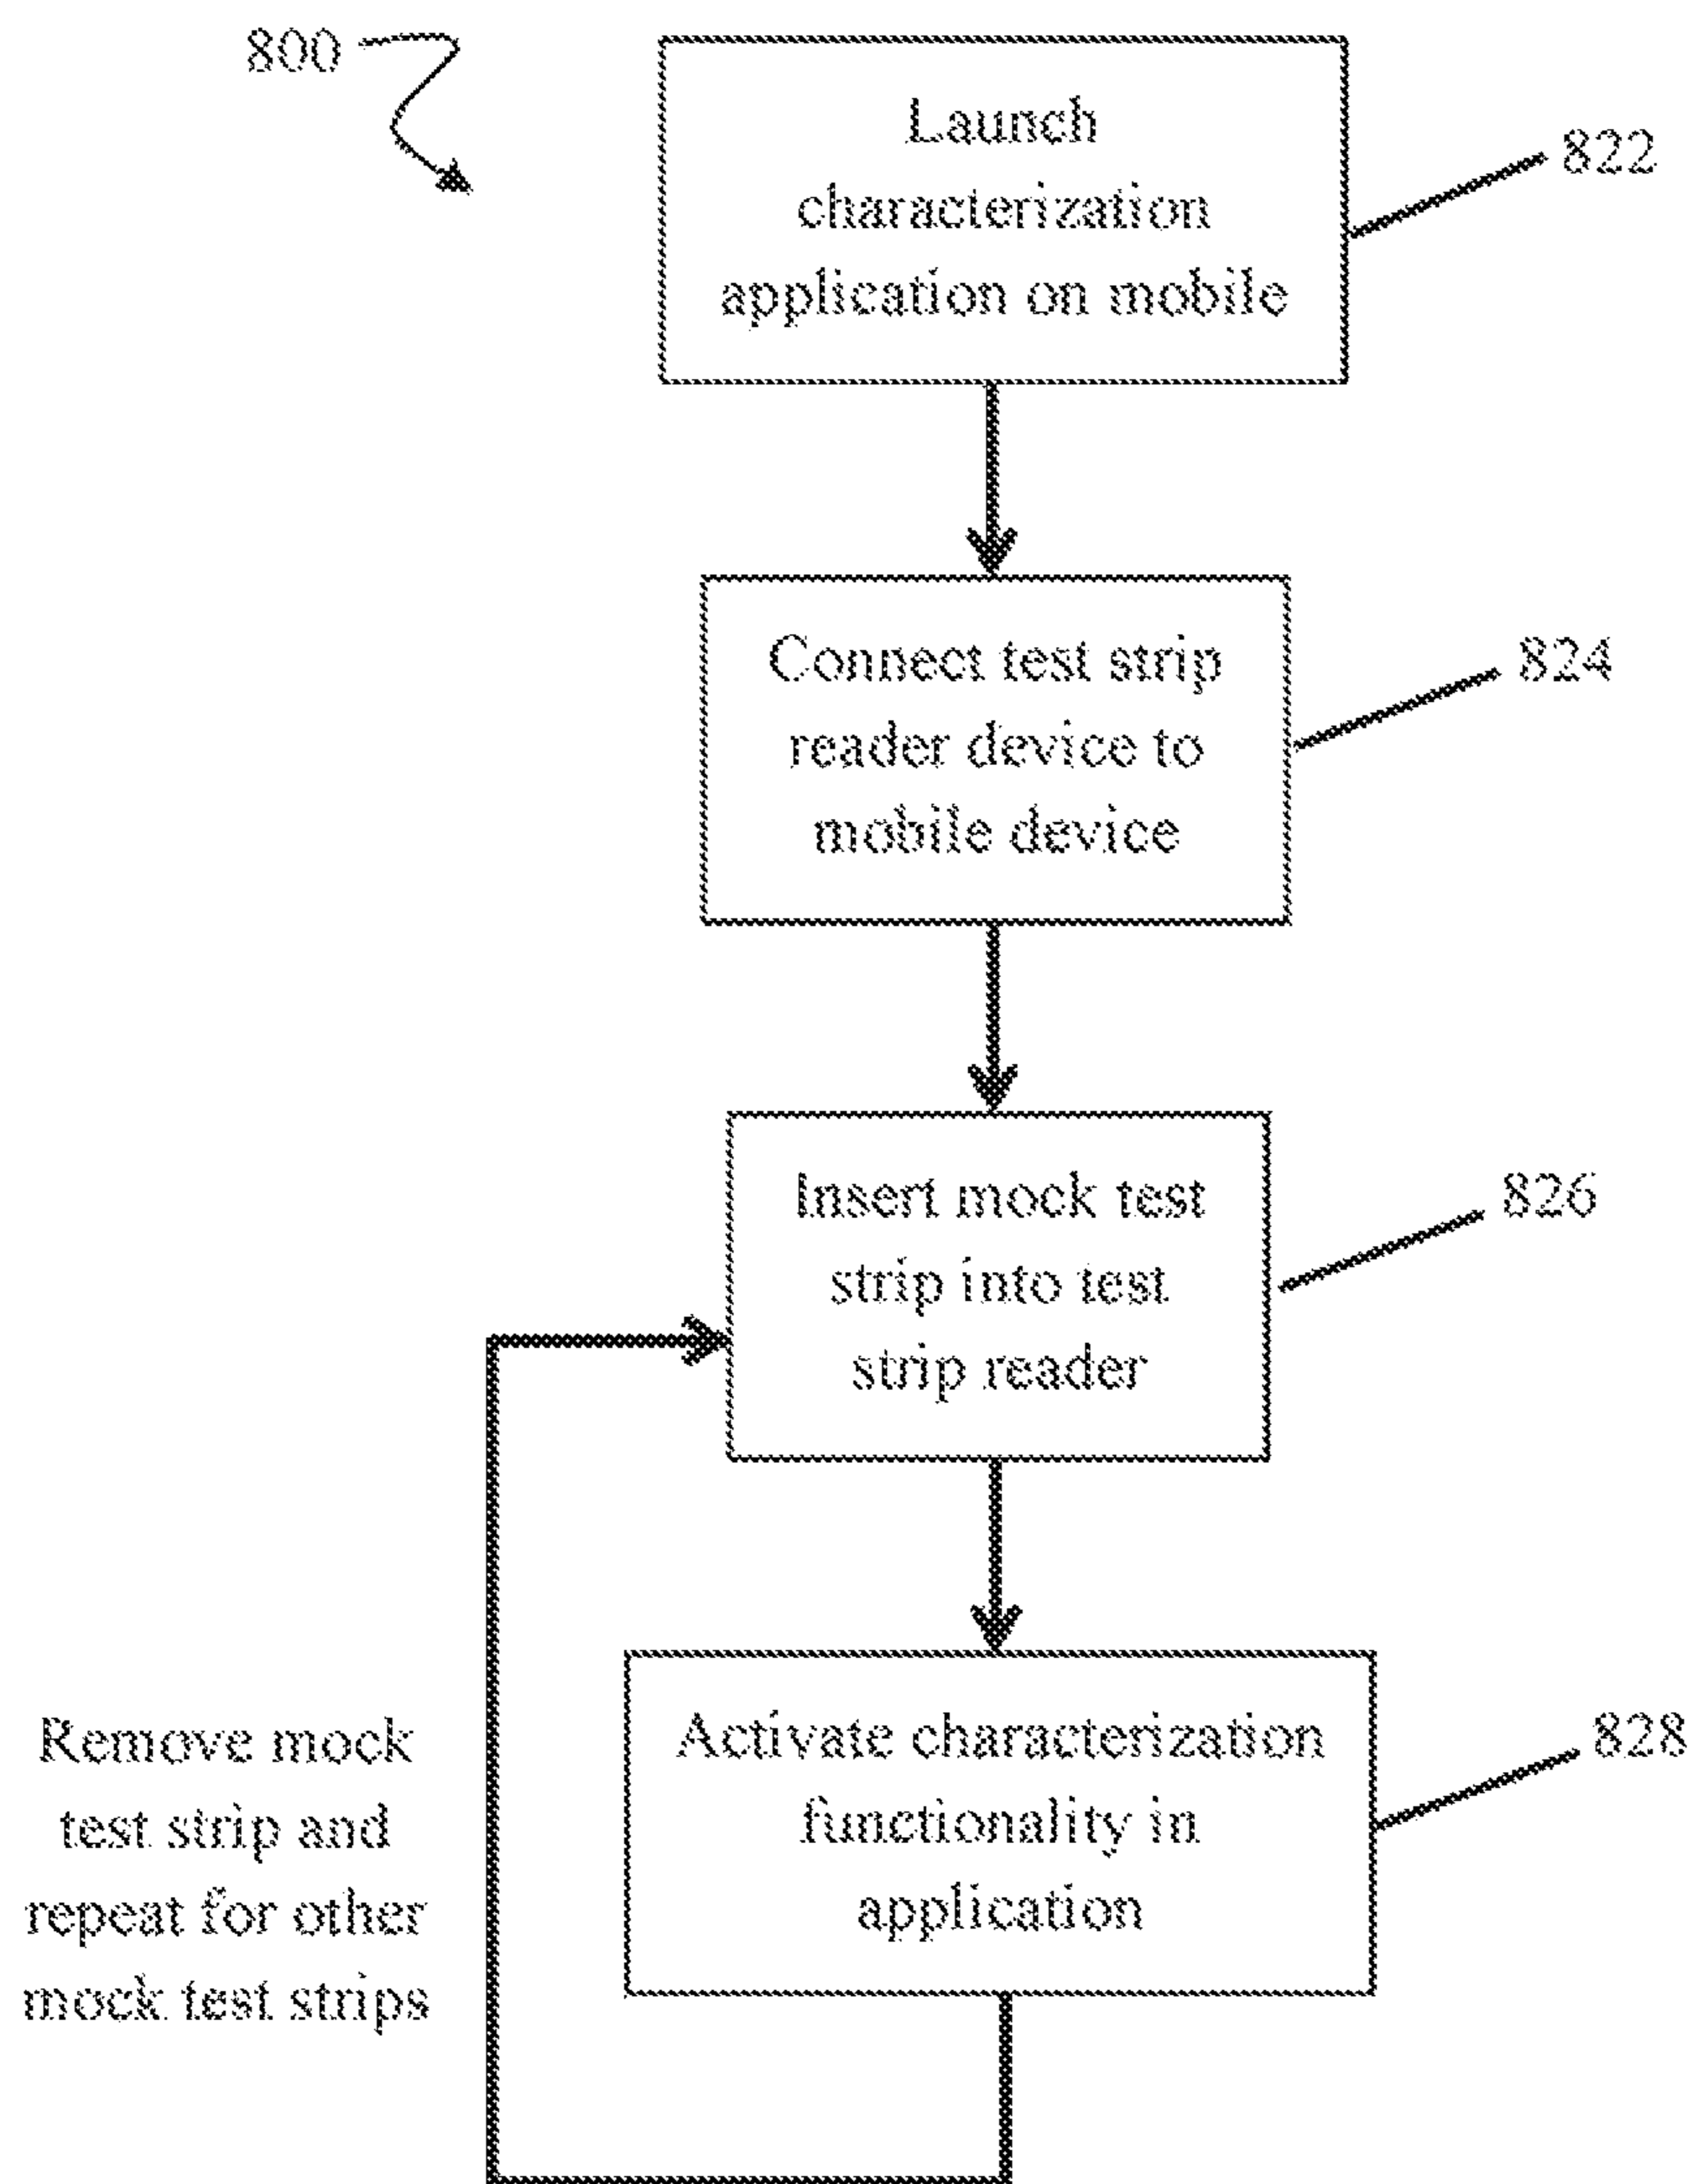 800
Launch
characterization
application on mobile
822
Connect test strip
reader device to
mobile device
824
Insert mock test
strip into test
strip reader
826
Activate characterization
functionality in
application
828
Remove mock
test strip and
repeat for other
mock test strips